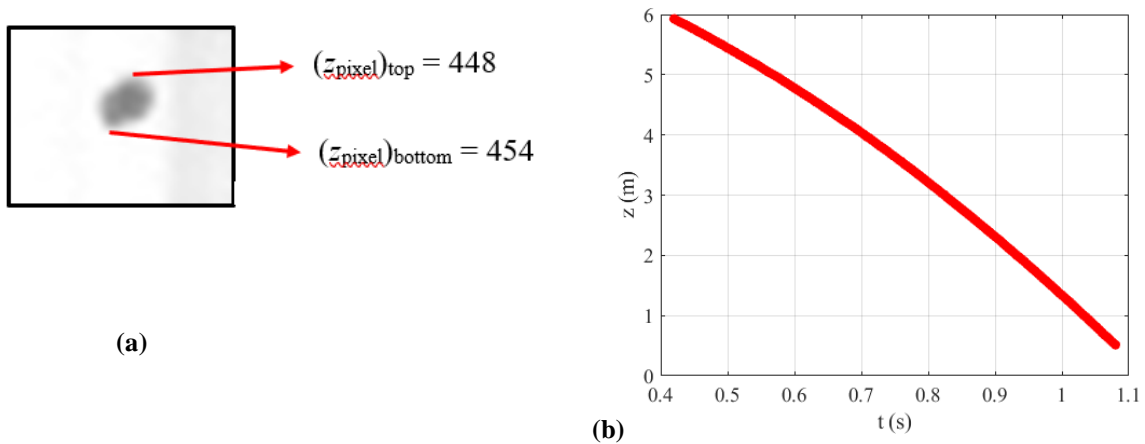 (zpixel)top = 448
(zpixel)bottom = 454
(a)
6
5
4
3
2
1
0
z (m)
0.4 0.5 0.6 0.7 0.8 0.9 1 1.1
t (s)
(b)